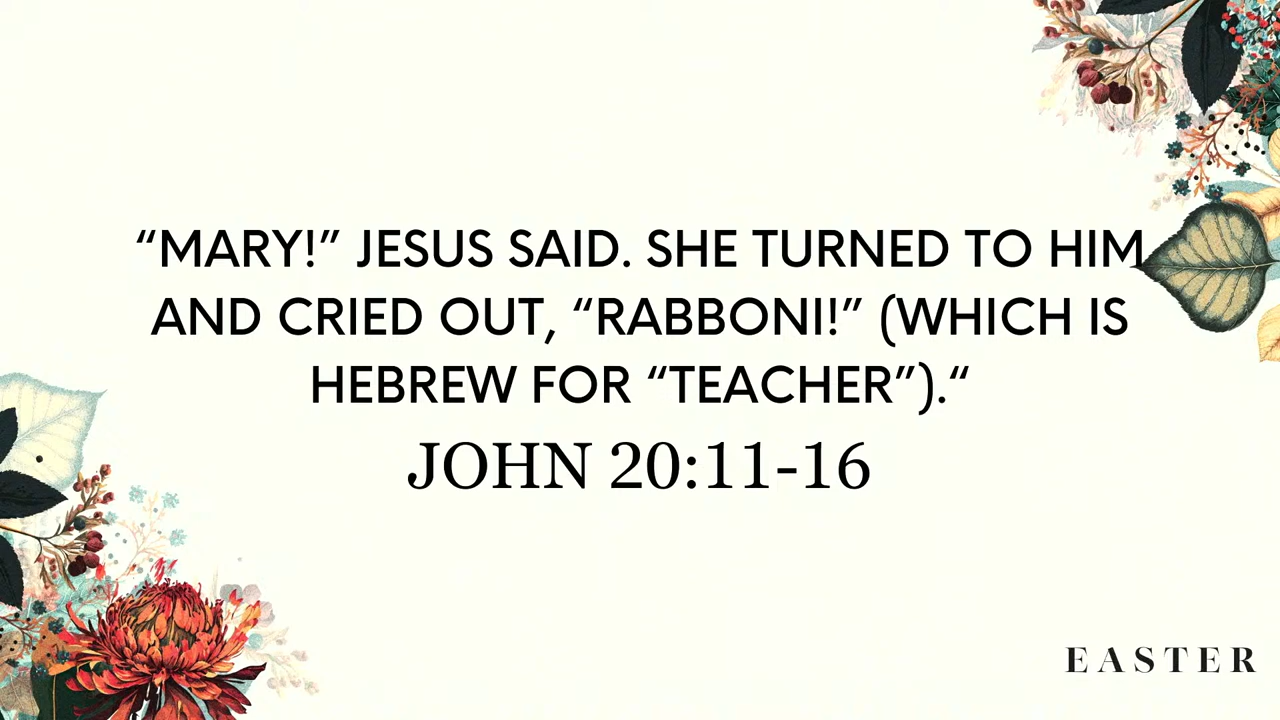 “MARY!” JESUS SAID. SHE TURNED TO HIM
AND CRIED OUT, “RABBONI!” (WHICH IS
HEBREW FOR “TEACHER”).“
JOHN 20:11-16
EASTER